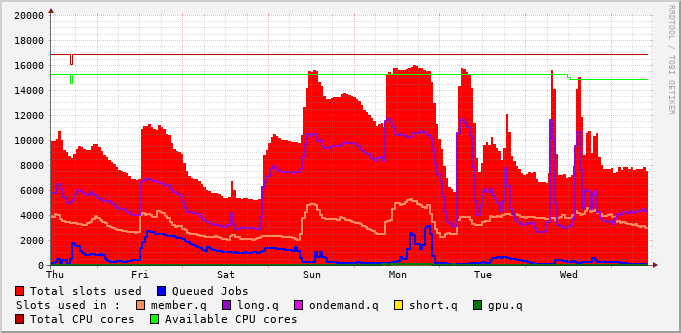 20000
18000
16000
14000
12000
10000
8000
6000
4000
2000
0
Thu Fri Sat Sun Mon Tue Wed
RRDTOOL / TOBI OETIKER
Total slots used Queued Jobs
Slots used in : member.q long.q ondemand.q short.q gpu.q
Total CPU cores Available CPU cores